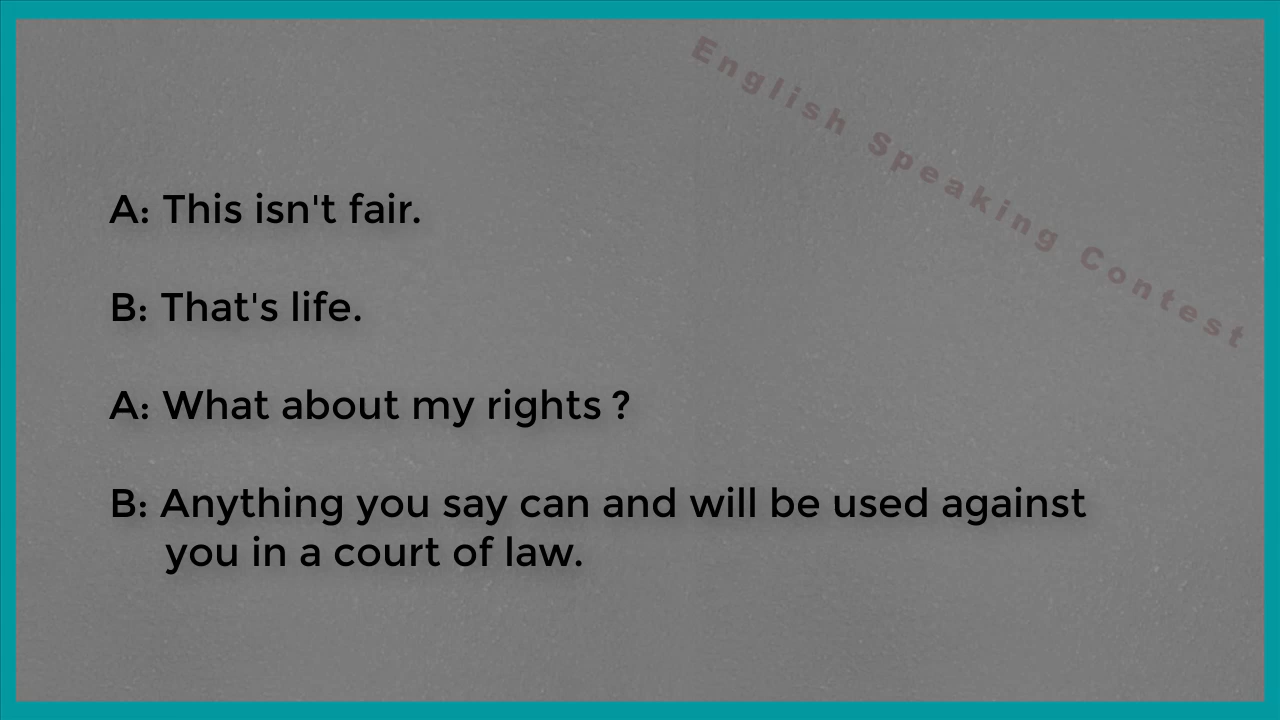 English Speaking Contest
A: This isn't fair.
B: That's life.
A: What about my rights ?
B: Anything you say can and will be used against
you in a court of law.